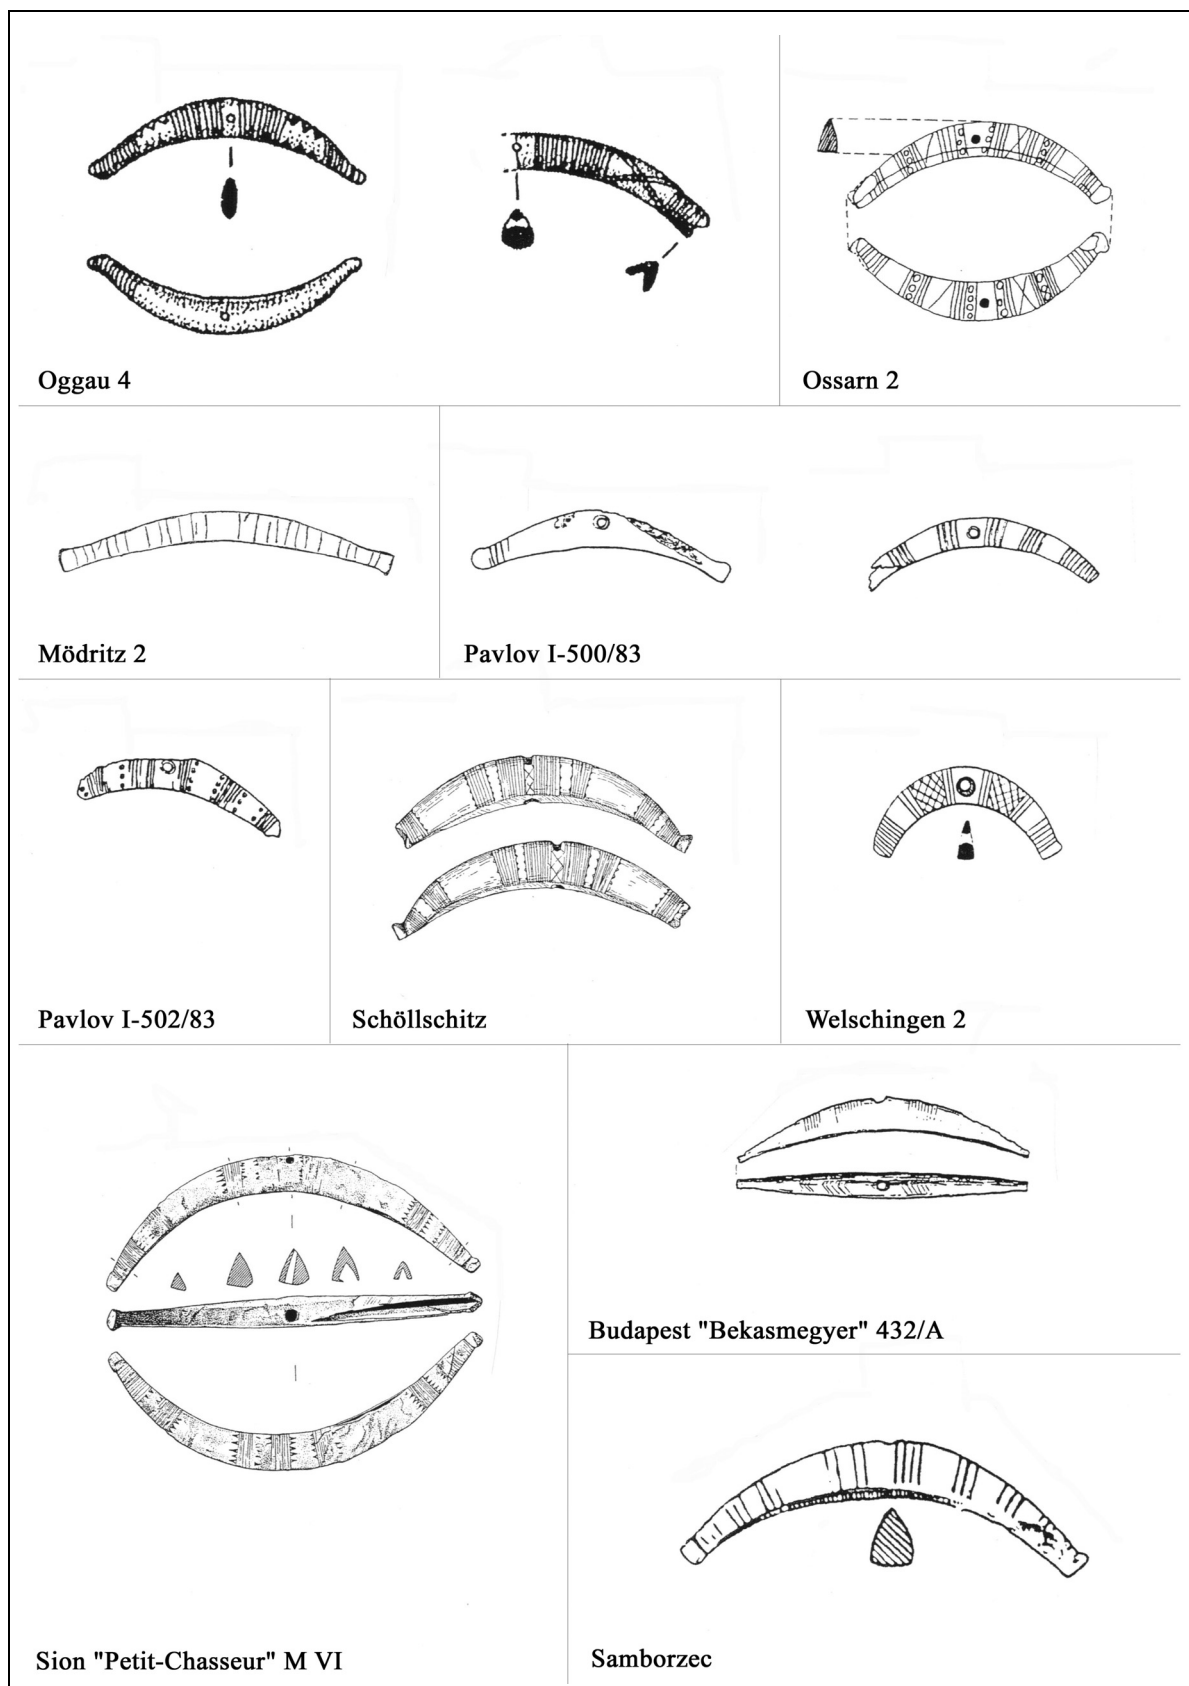 Oggau 4
Ossarn 2
Mödritz 2
Pavlov I-500/83
Pavlov I-502/83
Schöllschitz
Welschingen 2
Budapest "Bekasmegyer" 432/A
Sion "Petit-Chasseur" M VI
Samborzec